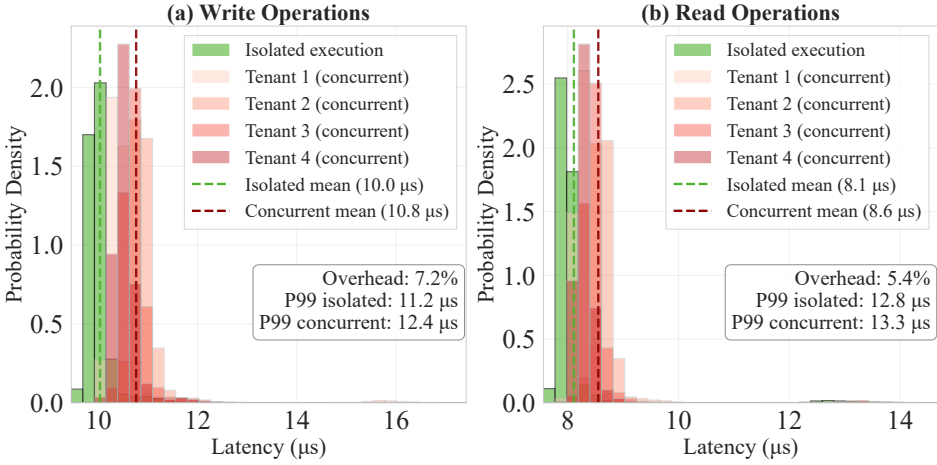 (a) Write Operations
Probability Density
2.0
1.5
1.0
0.5
0.0
Isolated execution
Tenant 1 (concurrent)
Tenant 2 (concurrent)
Tenant 3 (concurrent)
Tenant 4 (concurrent)
Isolated mean (10.0 μs)
Concurrent mean (10.8 μs)
Overhead: 7.2%
P99 isolated: 11.2 μs
P99 concurrent: 12.4 μs
10 12 14 16
Latency (μs)
(b) Read Operations
Probability Density
2.5
2.0
1.5
1.0
0.5
0.0
Isolated execution
Tenant 1 (concurrent)
Tenant 2 (concurrent)
Tenant 3 (concurrent)
Tenant 4 (concurrent)
Isolated mean (8.1 μs)
Concurrent mean (8.6 μs)
Overhead: 5.4%
P99 isolated: 12.8 μs
P99 concurrent: 13.3 μs
8 10 12 14
Latency (μs)